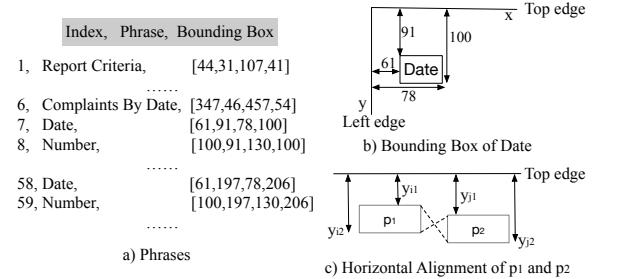 Index, Phrase, Bounding Box
1, Report Criteria, [44,31,107,41]
......
6, Complaints By Date, [347,46,457,54]
7, Date, [61,91,78,100]
8, Number, [100,91,130,100]
......
58, Date, [61,197,78,206]
59, Number, [100,197,130,206]
......
a) Phrases
x Top edge
91
100
61 Date
78
y
Left edge
b) Bounding Box of Date
Top edge
yi1
yj1
p1
p2
yi2
yj2
c) Horizontal Alignment of p1 and p2